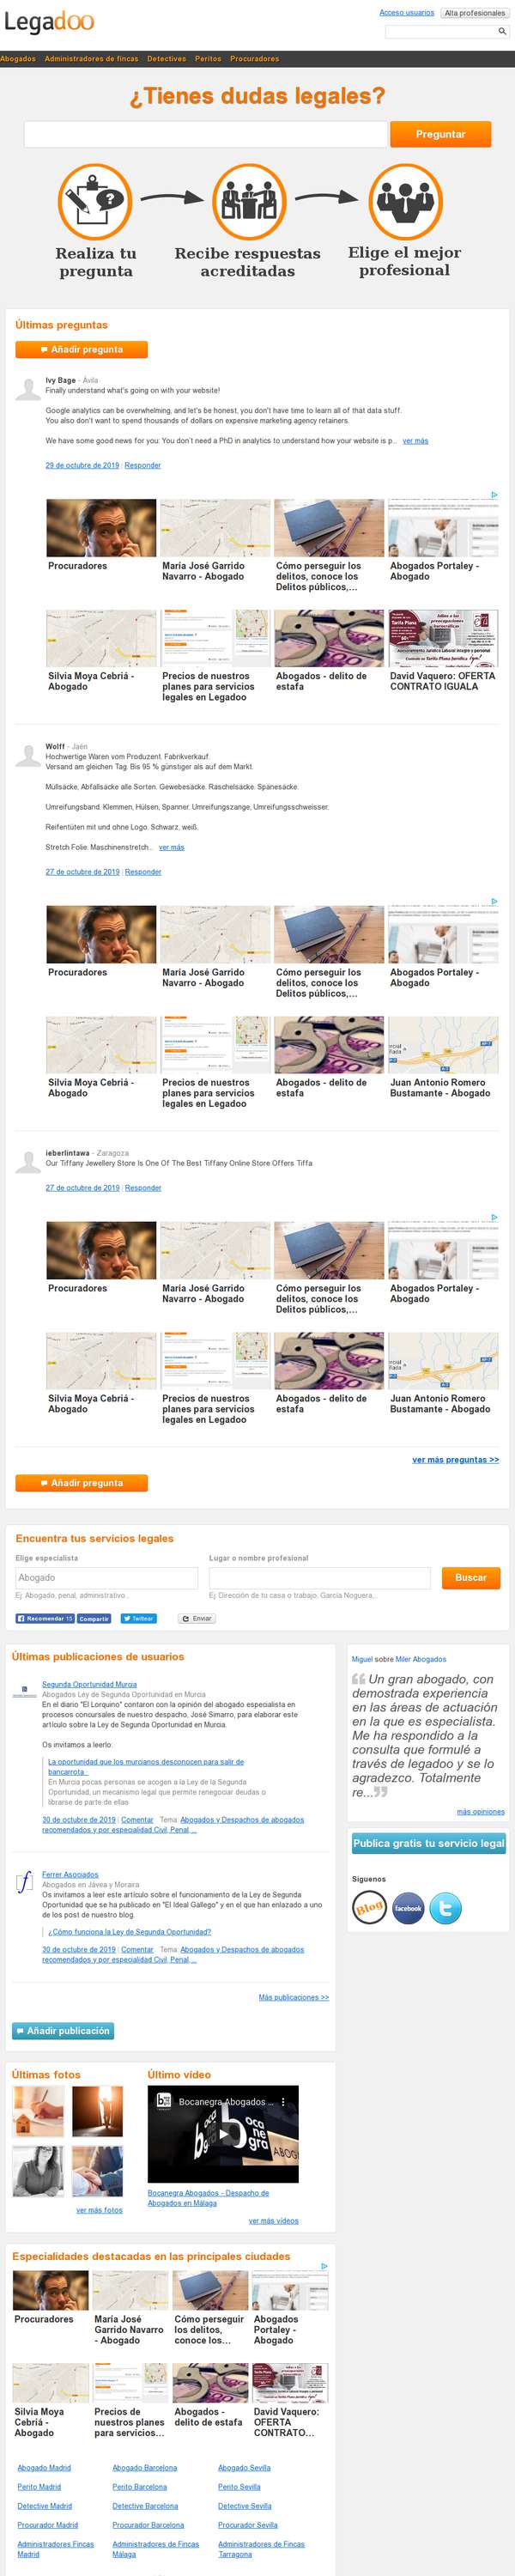 Legadoo
Acceso usuarios
Alta profesionales
Abogados Administradores de fincas Detectives Peritos Procuradores
¿Tienes dudas legales?
Preguntar
Realiza tu
pregunta
Recibe respuestas
acreditadas
Elige el mejor
profesional
Últimas preguntas
Añadir pregunta
Ivy Bage - Ávila
Finally understand what's going on with your website!
Google analytics can be overwhelming, and let's be honest, you don't have time to learn all of that data stuff.
You also don't want to spend thousands of dollars on expensive marketing agency retainers.
We have some good news for you: You don't need a PhD in analytics to understand how your website is p... ver más
29 de octubre de 2019 | Responder
Procuradores
María José Garrido
Navarro - Abogado
Cómo perseguir los
delitos, conoce los
Delitos públicos,...
Abogados Portaley -
Abogado
Silvia Moya Cebriá -
Abogado
Precios de nuestros
planes para servicios
legales en Legadoo
Abogados - delito de
estafa
David Vaquero: OFERTA
CONTRATO IGUALA
Wolff - Jaén
Hochwertige Waren vom Produzent. Fabrikverkauf.
Versand am gleichen Tag. Bis 95 % günstiger als auf dem Markt.
Müllsäcke, Abfallsäcke alle Sorten. Gewebesäcke. Raschelsäcke. Spänesäcke.
Umreifungsband. Klemmen, Hülsen, Spanner. Umreifungszange, Umreifungsschweisser.
Reifentüten mit und ohne Logo. Schwarz, weiß.
Stretch Folie. Maschinenstretch... ver más
27 de octubre de 2019 | Responder
Procuradores
María José Garrido
Navarro - Abogado
Cómo perseguir los
delitos, conoce los
Delitos públicos,...
Abogados Portaley -
Abogado
Silvia Moya Cebriá -
Abogado
Precios de nuestros
planes para servicios
legales en Legadoo
Abogados - delito de
estafa
Juan Antonio Romero
Bustamante - Abogado
ieberlintawa - Zaragoza
Our Tiffany Jewellery Store Is One Of The Best Tiffany Online Store Offers Tiffa
27 de octubre de 2019 | Responder
Procuradores
María José Garrido
Navarro - Abogado
Cómo perseguir los
delitos, conoce los
Delitos públicos,...
Abogados Portaley -
Abogado
Silvia Moya Cebriá -
Abogado
Precios de nuestros
planes para servicios
legales en Legadoo
Abogados - delito de
estafa
Juan Antonio Romero
Bustamante - Abogado
ver más preguntas >>
Añadir pregunta
Encuentra tus servicios legales
Elige especialista
Lugar o nombre profesional
Abogado
Buscar
Ej: Abogado, penal, administrativo...
Ej: Dirección de tu casa o trabajo, García Noguera,...
Recomendar 15 Compartir Twittear Enviar
Últimas publicaciones de usuarios
Segunda Oportunidad Murcia
Abogados Ley de Segunda Oportunidad en Murcia
En el diario "El Lorquino" contaron con la opinión del abogado especialista en
procesos concursales de nuestro despacho, José Simarro, para elaborar este
artículo sobre la Ley de Segunda Oportunidad en Murcia.
Os invitamos a leerlo:
La oportunidad que los murcianos desconocen para salir de
bancarrota -
En Murcia pocas personas se acogen a la Ley de la Segunda
Oportunidad, un mecanismo legal que permite renegociar deudas o
librarse de parte de ellas
30 de octubre de 2019 | Comentar Tema: Abogados y Despachos de abogados
recomendados y por especialidad Civil, Penal, ...
Ferrer Asociados
Abogados en Jávea y Moraira
Os invitamos a leer este artículo sobre el funcionamiento de la Ley de Segunda
Oportunidad que se ha publicado en "El Ideal Gallego" y en el que han enlazado a uno
de los post de nuestro blog.
¿Cómo funciona la Ley de Segunda Oportunidad?
30 de octubre de 2019 | Comentar Tema: Abogados y Despachos de abogados
recomendados y por especialidad Civil, Penal, ...
Más publicaciones >>
Añadir publicación
Miguel sobre Miler Abogados
Un gran abogado, con
demostrada experiencia
en las áreas de actuación
en la que es especialista.
Me ha respondido a la
consulta que formulé a
través de legadoo y se lo
agradezco. Totalmente
re...
más opiniones
Publica gratis tu servicio legal
Síguenos
Blog
facebook
Últimas fotos
ver más fotos
Último vídeo
Bocanegra Abogados ...
Bocanegra Abogados - Despacho de
Abogados en Málaga
ver más vídeos
Especialidades destacadas en las principales ciudades
Procuradores
María José
Garrido Navarro
- Abogado
Cómo perseguir
los delitos,
conoce los...
Abogados
Portaley -
Abogado
Silvia Moya
Cebriá -
Abogado
Precios de
nuestros planes
para servicios...
Abogados -
delito de estafa
David Vaquero:
OFERTA
CONTRATO...
Abogado Madrid
Abogado Barcelona
Abogado Sevilla
Perito Madrid
Perito Barcelona
Perito Sevilla
Detective Madrid
Detective Barcelona
Detective Sevilla
Procurador Madrid
Procurador Barcelona
Procurador Sevilla
Administradores Fincas
Madrid
Administradores de Fincas
Málaga
Administradores de Fincas
Tarragona